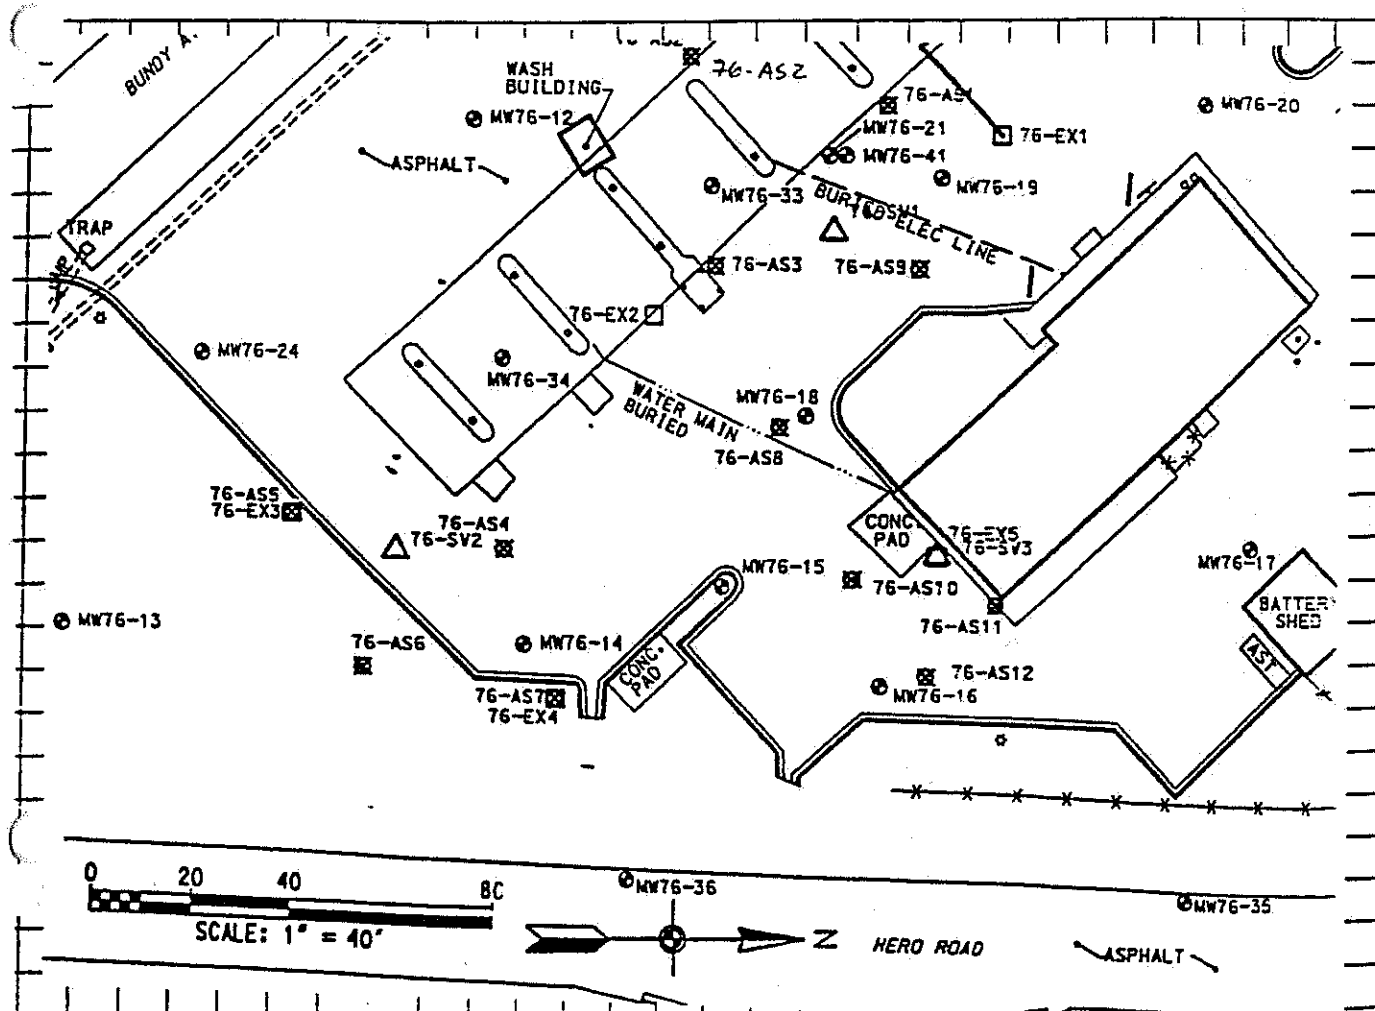 BUNDY A.
WASH
BUILDING
76-AS2
76-AS1
MW76-20
MW76-12
MW76-21
76-EX1
ASPHALT
MW76-41
MW76-33
MW76-19
BURIED ELEC LINE
76-SV1
TRAP
76-AS3
76-AS9
76-EX2
MW76-24
MW76-34
WATER MAIN
BURIED
MW76-18
76-AS8
76-AS5
76-EX3
76-AS4
76-SV2
CONC.
PAD
76-EX5
76-SV3
MW76-15
76-AS10
MW76-17
BATTERY
SHED
MW76-13
76-AS11
76-AS6
MW76-14
CONC.
PAD
AST
76-AS12
76-AS7
76-EX4
MW76-16
0 20 40 80
SCALE: 1" = 40'
MW76-36
MW76-35
N
HERO ROAD
ASPHALT